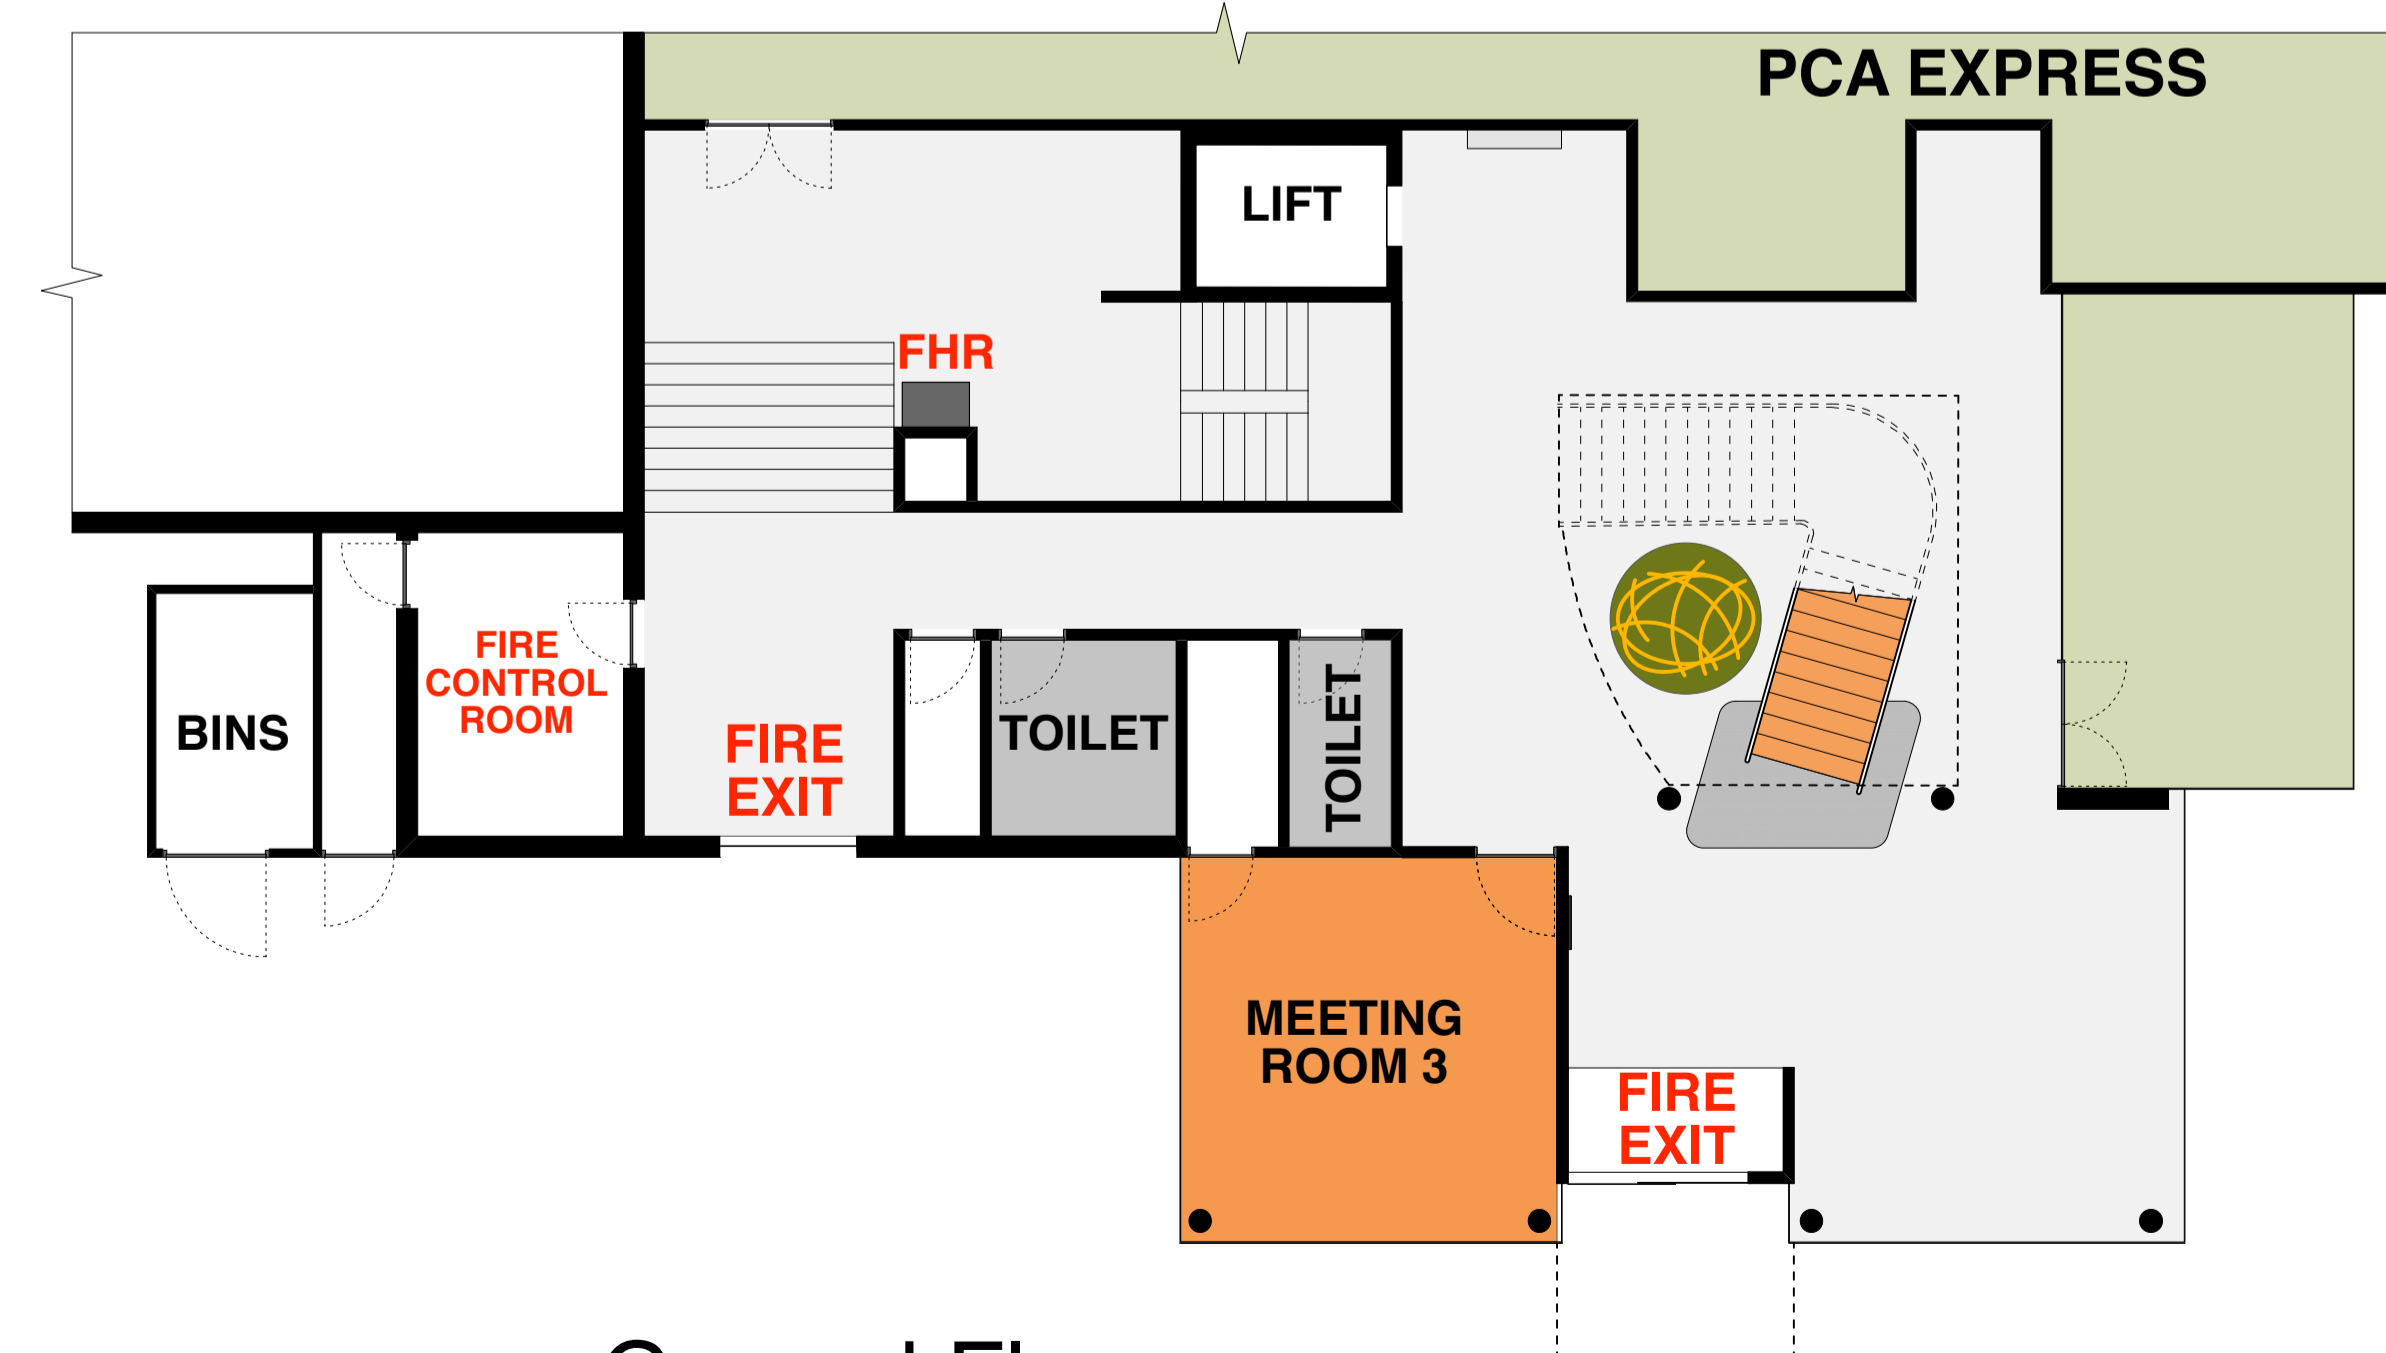 PCA EXPRESS
LIFT
FHR
FIRE
CONTROL
ROOM
BINS
FIRE
EXIT
TOILET
TOILET
MEETING
ROOM 3
FIRE
EXIT